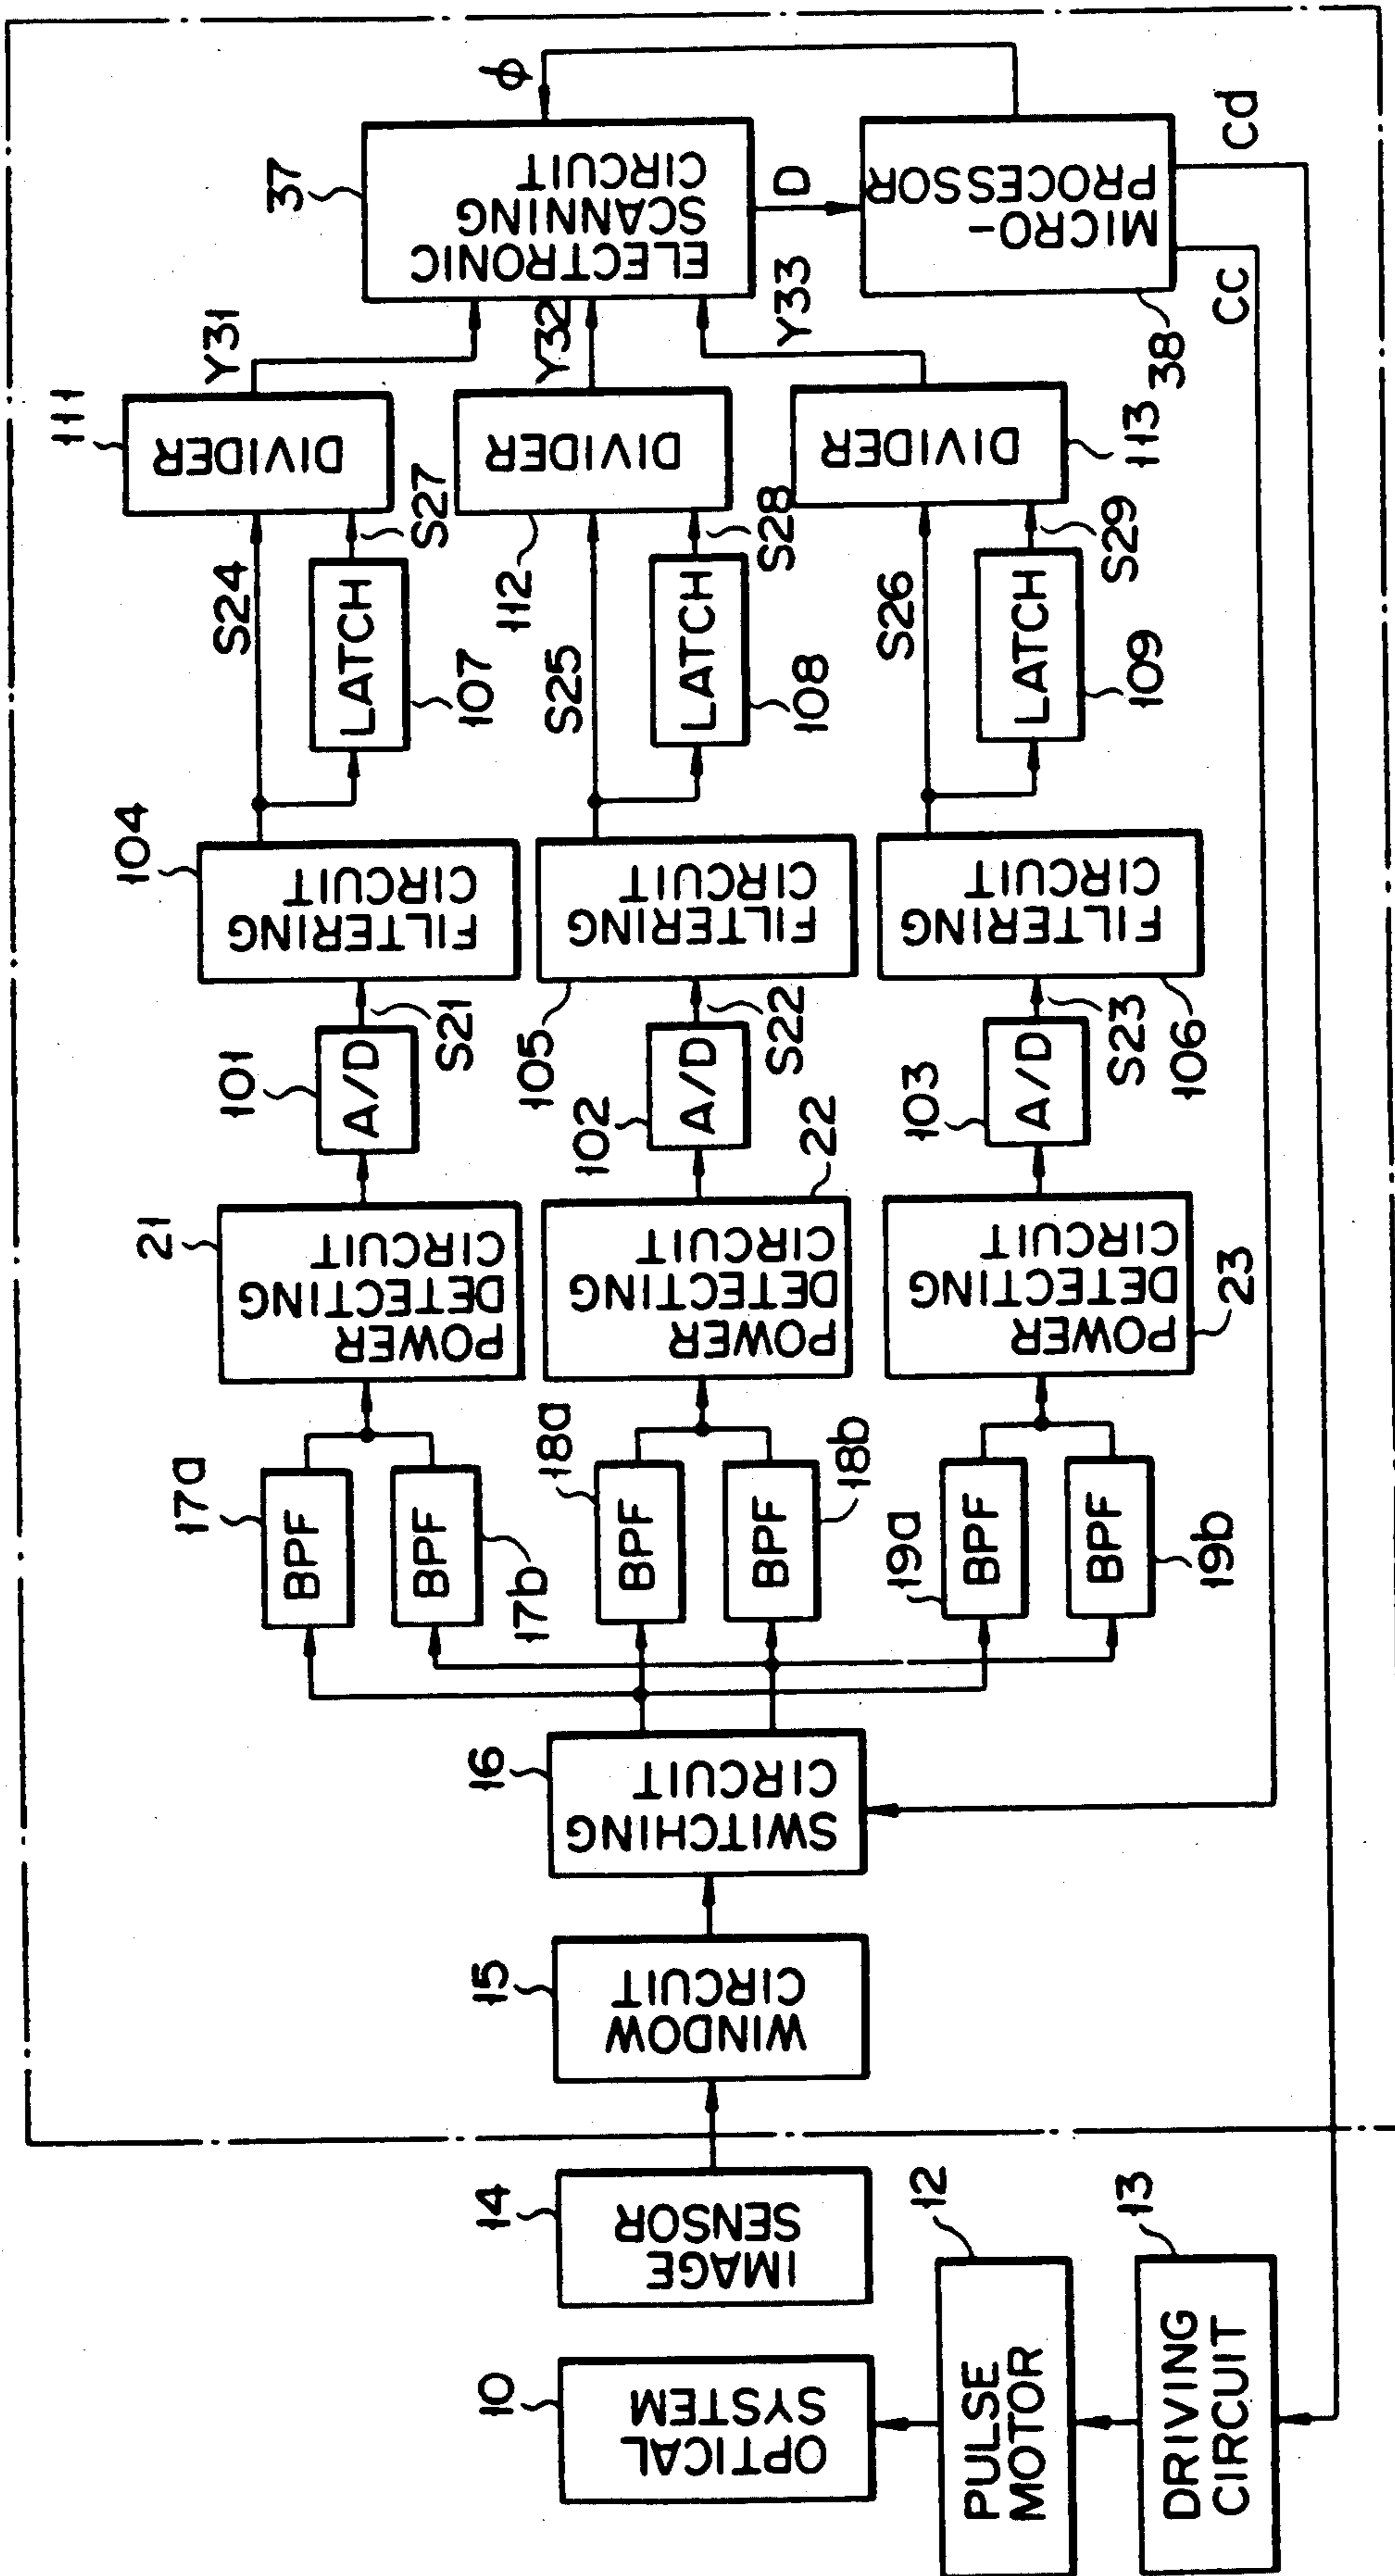 10
OPTICAL
SYSTEM
12
PULSE
MOTOR
13
DRIVING
CIRCUIT
14
IMAGE
SENSOR
15
WINDOW
CIRCUIT
16
SWITCHING
CIRCUIT
17a
BPF
BPF
17b
18a
BPF
BPF
18b
19a
BPF
BPF
19b
21
POWER
DETECTING
CIRCUIT
22
POWER
DETECTING
CIRCUIT
23
POWER
DETECTING
CIRCUIT
101
A/D
S21
102
A/D
S22
103
A/D
S23
104
FILTERING
CIRCUIT
105
FILTERING
CIRCUIT
106
FILTERING
CIRCUIT
S24
LATCH
107
S27
S25
LATCH
108
S28
S26
LATCH
109
S29
111
DIVIDER
Y31
112
DIVIDER
Y32
113
DIVIDER
Y33
37
ELECTRONIC
SCANNING
CIRCUIT
ϕ
D
MICRO-
PROCESSOR
38
Cc
Cd